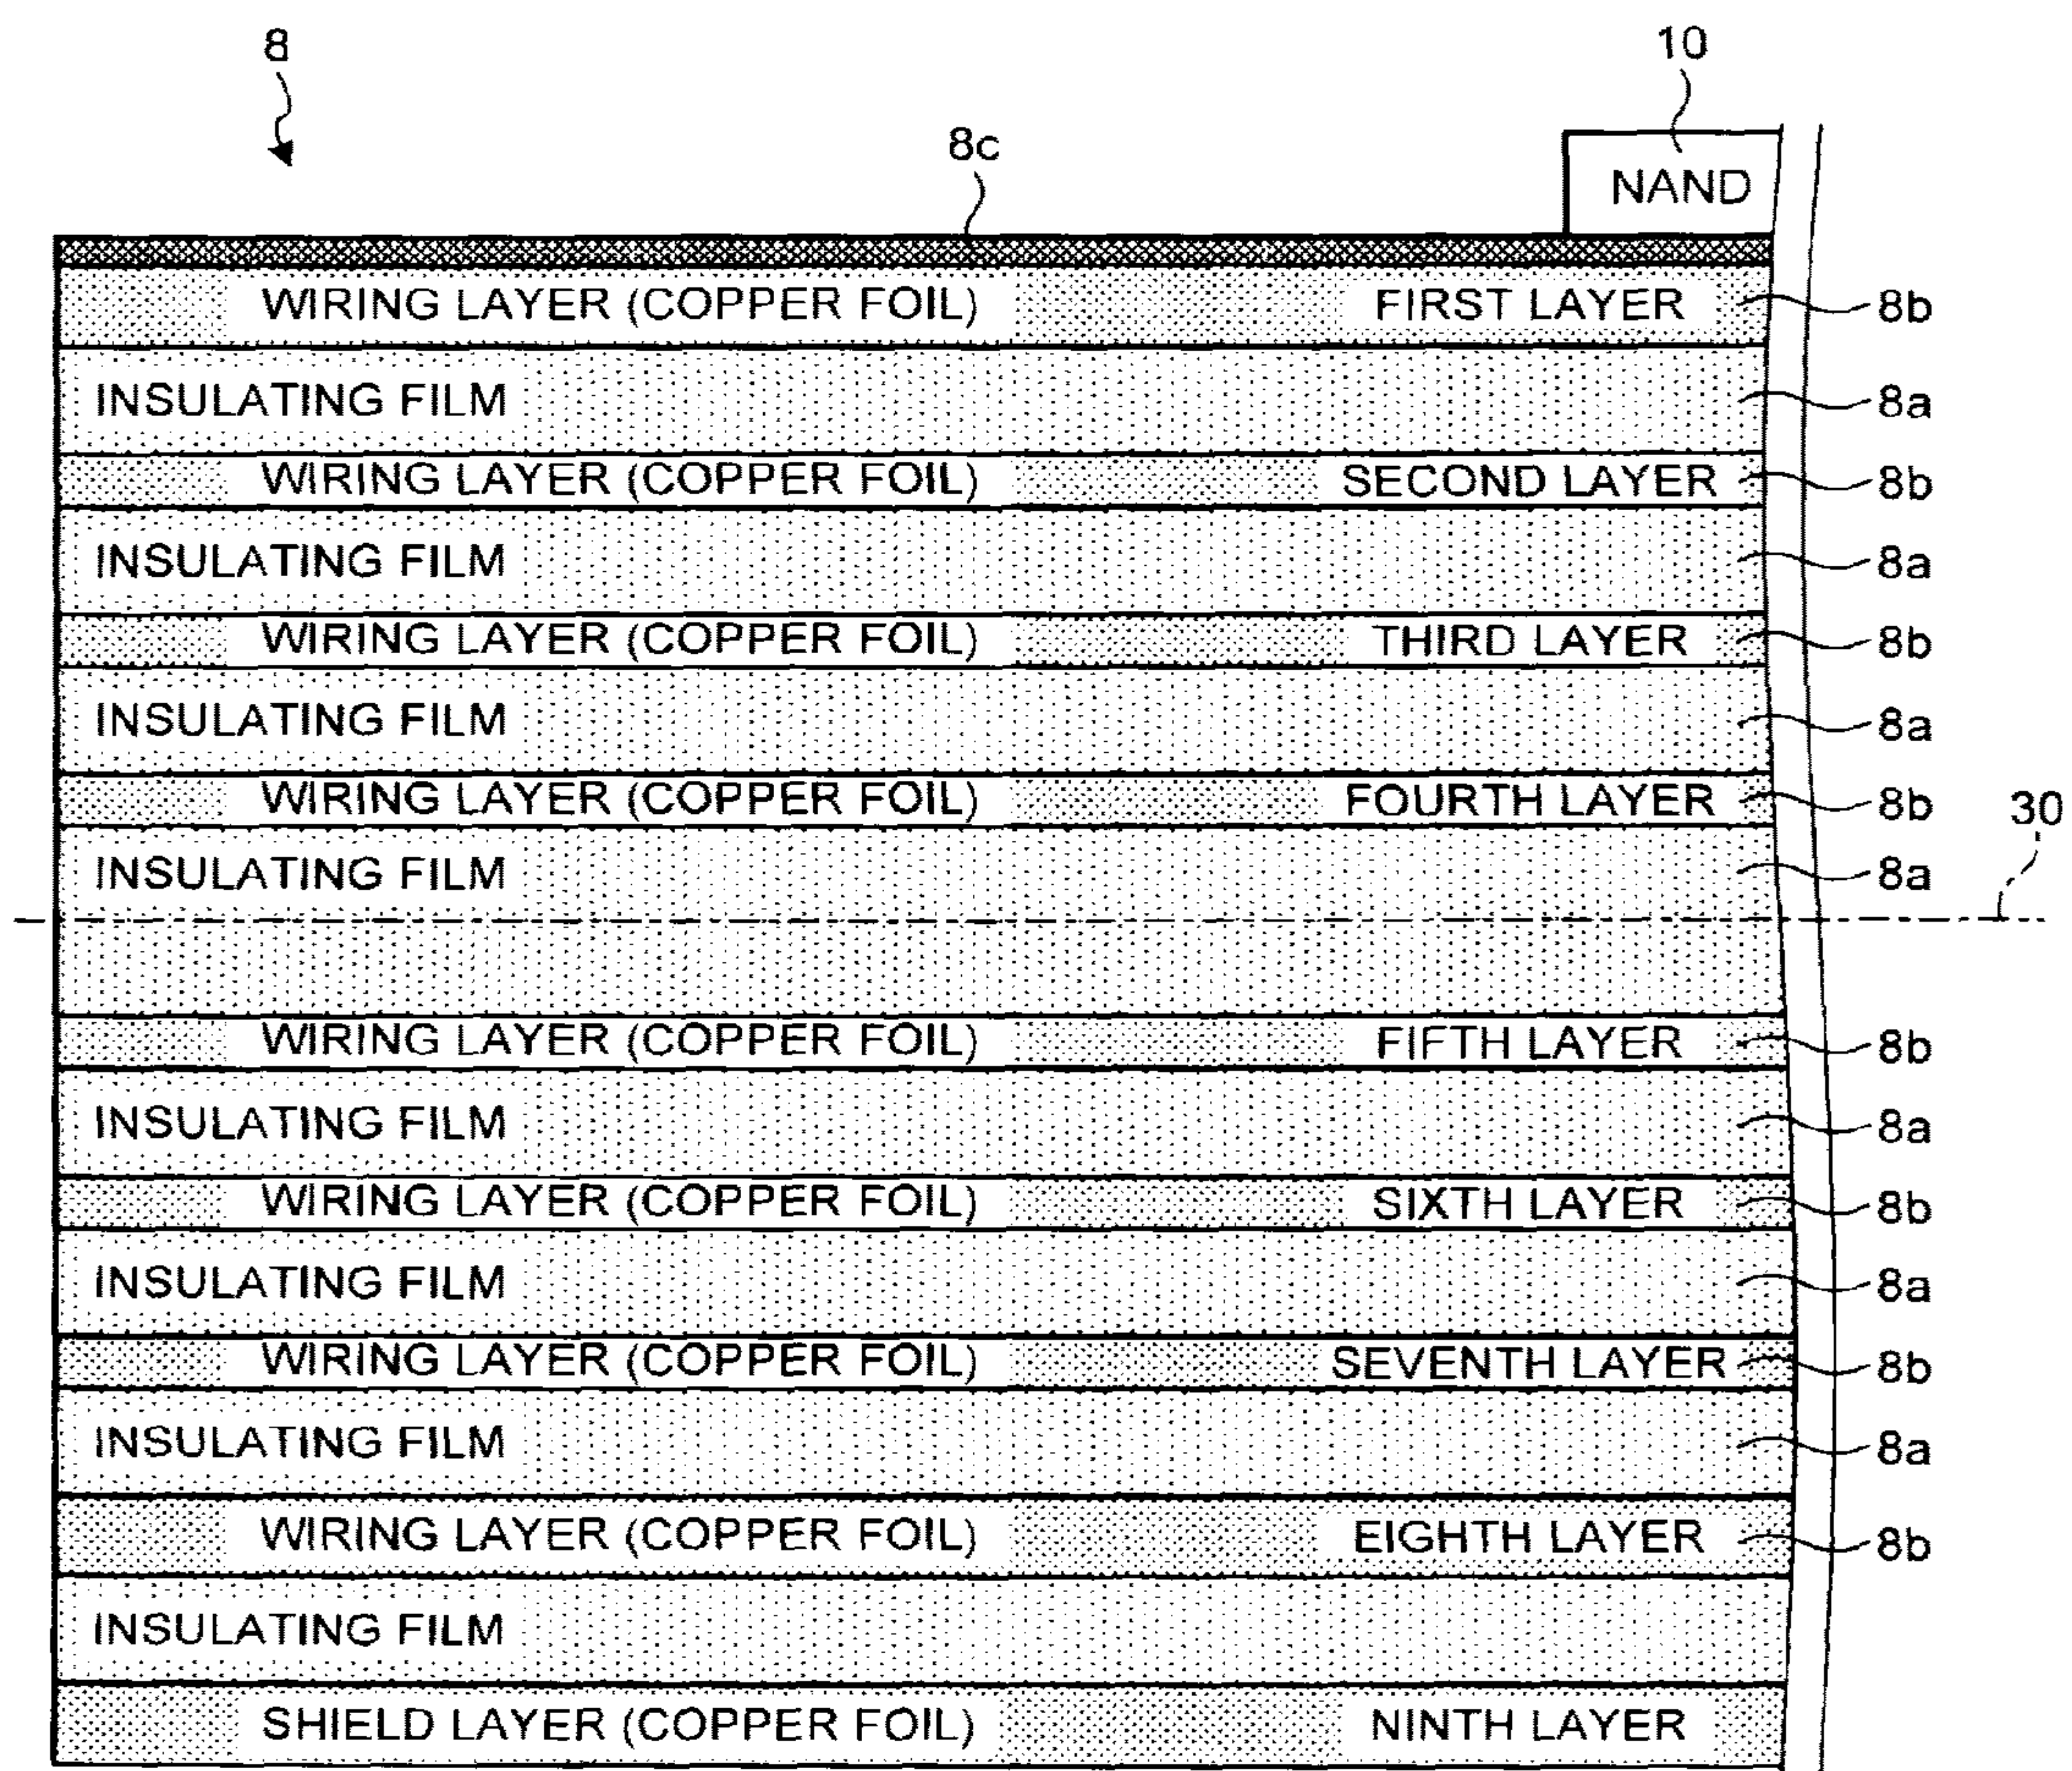 8
10
8c
NAND
WIRING LAYER (COPPER FOIL) FIRST LAYER 8b
INSULATING FILM 8a
WIRING LAYER (COPPER FOIL) SECOND LAYER 8b
INSULATING FILM 8a
WIRING LAYER (COPPER FOIL) THIRD LAYER 8b
INSULATING FILM 8a
WIRING LAYER (COPPER FOIL) FOURTH LAYER 8b
30
INSULATING FILM 8a
WIRING LAYER (COPPER FOIL) FIFTH LAYER 8b
INSULATING FILM 8a
WIRING LAYER (COPPER FOIL) SIXTH LAYER 8b
INSULATING FILM 8a
WIRING LAYER (COPPER FOIL) SEVENTH LAYER 8b
INSULATING FILM 8a
WIRING LAYER (COPPER FOIL) EIGHTH LAYER 8b
INSULATING FILM
SHIELD LAYER (COPPER FOIL) NINTH LAYER